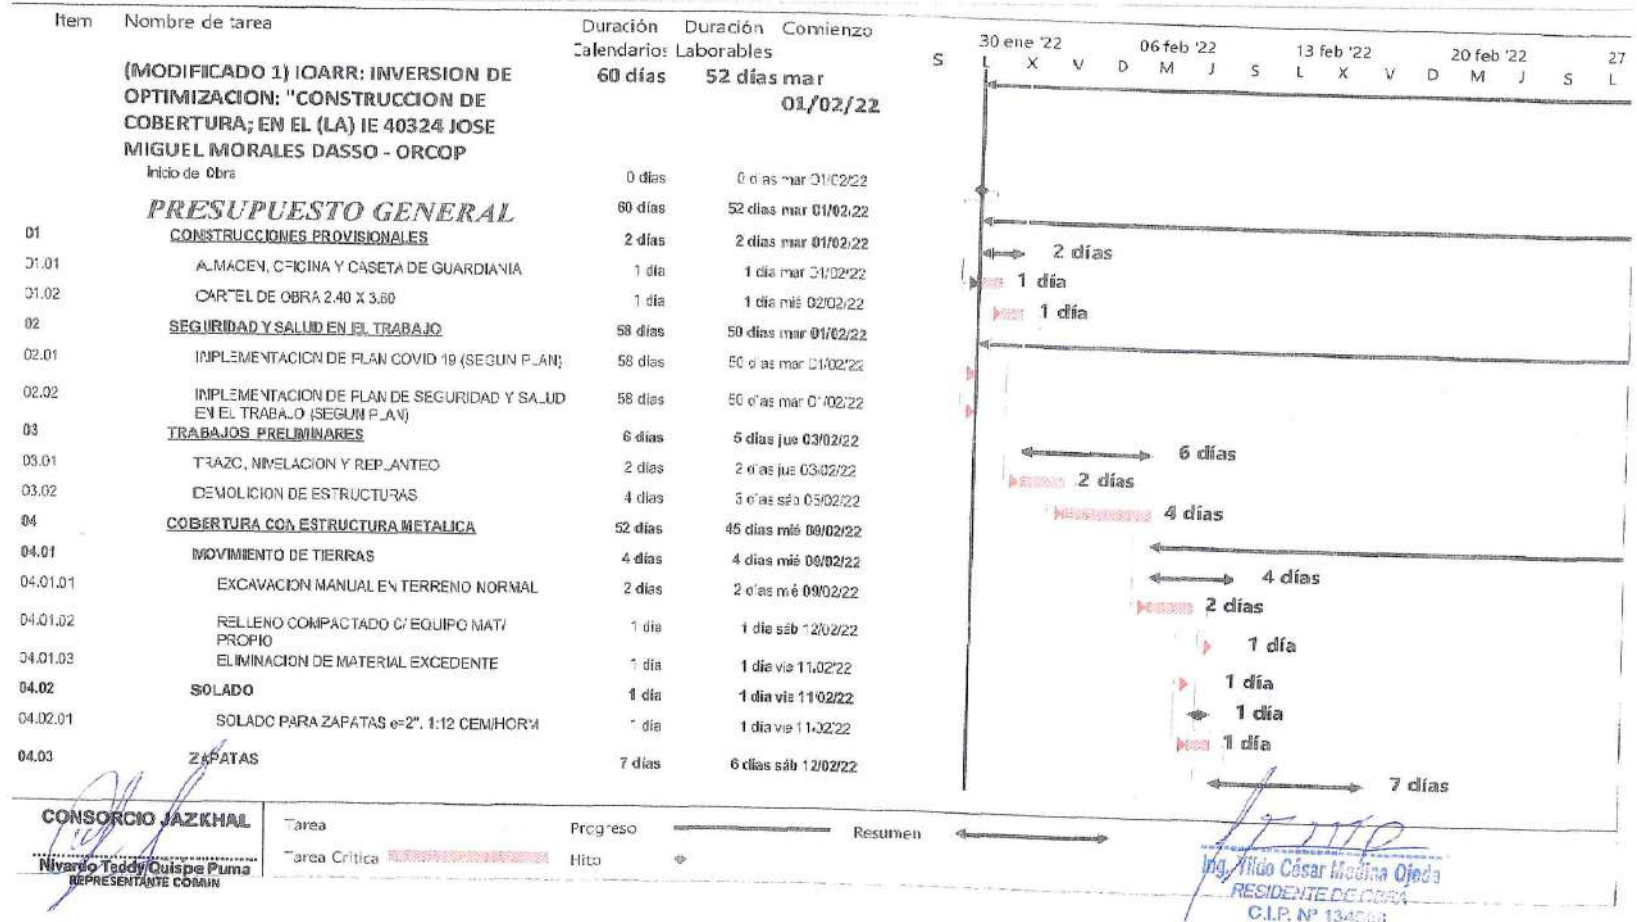 Item Nombre de tarea Duración Calendarios Duración Laborables Comienzo
30 ene '22 06 feb '22 13 feb '22 20 feb '22 27
S L X V D M J S L X V D M J S L
(MODIFICADO 1) IOARR: INVERSION DE OPTIMIZACION: "CONSTRUCCION DE COBERTURA; EN EL (LA) IE 40324 JOSE MIGUEL MORALES DASSO - ORCOP 60 días 52 días mar 01/02/22
Inicio de Obra 0 días 0 días mar 01/02/22
PRESUPUESTO GENERAL 60 días 52 días mar 01/02/22
01 CONSTRUCCIONES PROVISIONALES 2 días 2 días mar 01/02/22 2 días
01.01 ALMACEN, OFICINA Y CASETA DE GUARDIANIA 1 día 1 día mar 01/02/22 1 día
01.02 CARTEL DE OBRA 2.40 X 3.60 1 día 1 día mié 02/02/22 1 día
02 SEGURIDAD Y SALUD EN EL TRABAJO 58 días 50 días mar 01/02/22
02.01 IMPLEMENTACION DE PLAN COVID 19 (SEGUN PLAN) 58 días 50 días mar 01/02/22
02.02 IMPLEMENTACION DE PLAN DE SEGURIDAD Y SALUD EN EL TRABAJO (SEGUN PLAN) 58 días 50 días mar 01/02/22
03 TRABAJOS PRELIMINARES 6 días 5 días jue 03/02/22 6 días
03.01 TRAZO, NIVELACION Y REPLANTEO 2 días 2 días jue 03/02/22 2 días
03.02 DEMOLICION DE ESTRUCTURAS 4 días 3 días sáb 05/02/22 4 días
04 COBERTURA CON ESTRUCTURA METALICA 52 días 45 días mié 09/02/22
04.01 MOVIMIENTO DE TIERRAS 4 días 4 días mié 09/02/22 4 días
04.01.01 EXCAVACION MANUAL EN TERRENO NORMAL 2 días 2 días mié 09/02/22 2 días
04.01.02 RELLENO COMPACTADO C/ EQUIPO MAT/ PROPIO 1 día 1 día sáb 12/02/22 1 día
04.01.03 ELIMINACION DE MATERIAL EXCEDENTE 1 día 1 día vie 11/02/22 1 día
04.02 SOLADO 1 día 1 día vie 11/02/22 1 día
04.02.01 SOLADO PARA ZAPATAS e=2". 1:12 CEM/HORM 1 día 1 día vie 11/02/22 1 día
04.03 ZAPATAS 7 días 6 días sáb 12/02/22 7 días
CONSORCIO JAZKHAL
Nivardo Teddy Quispe Puma
REPRESENTANTE COMUN
Tarea Progreso Resumen
Tarea Critica Hito
Ing. Yildo César Medina Ojeda
RESIDENTE DE OBRA
C.I.P. Nº